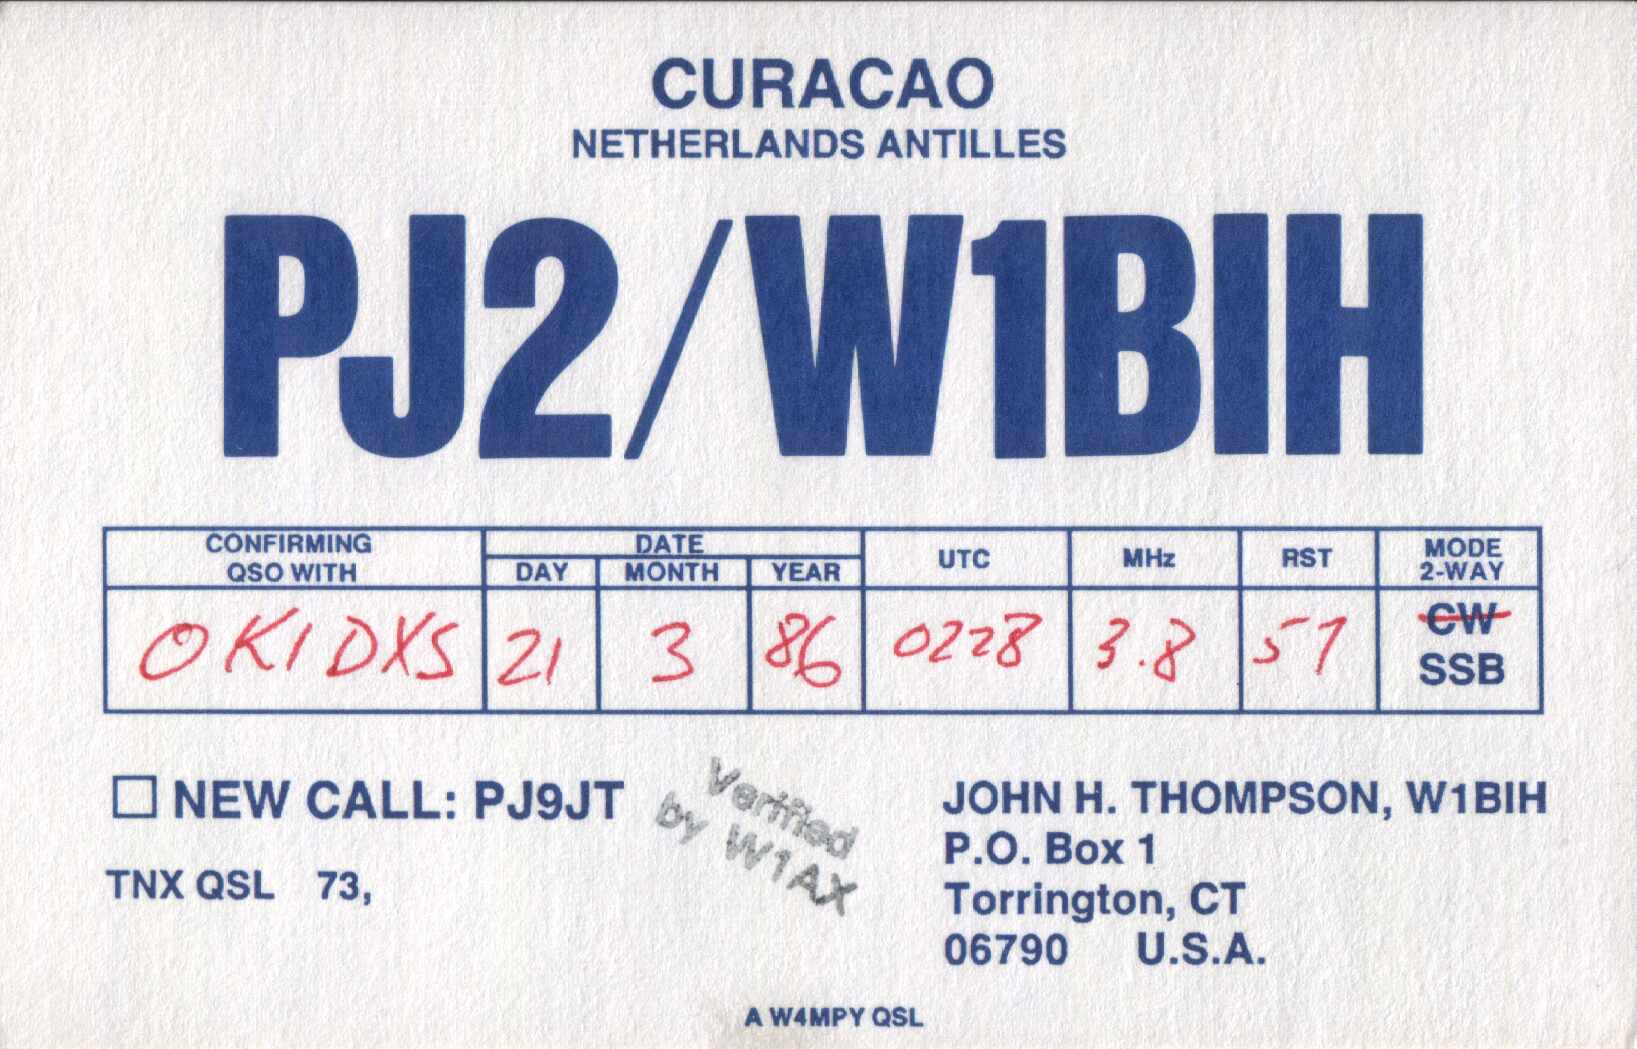 CURACAO
NETHERLANDS ANTILLES
PJ2/W1BIH
CONFIRMING QSO WITH DATE DAY MONTH YEAR UTC MHz RST MODE 2-WAY
OK1DXS 21 3 86 0228 3.8 57 CW SSB
NEW CALL: PJ9JT
TNX QSL 73,
Verified
by W1AX
JOHN H. THOMPSON, W1BIH
P.O. Box 1
Torrington, CT
06790 U.S.A.
A W4MPY QSL